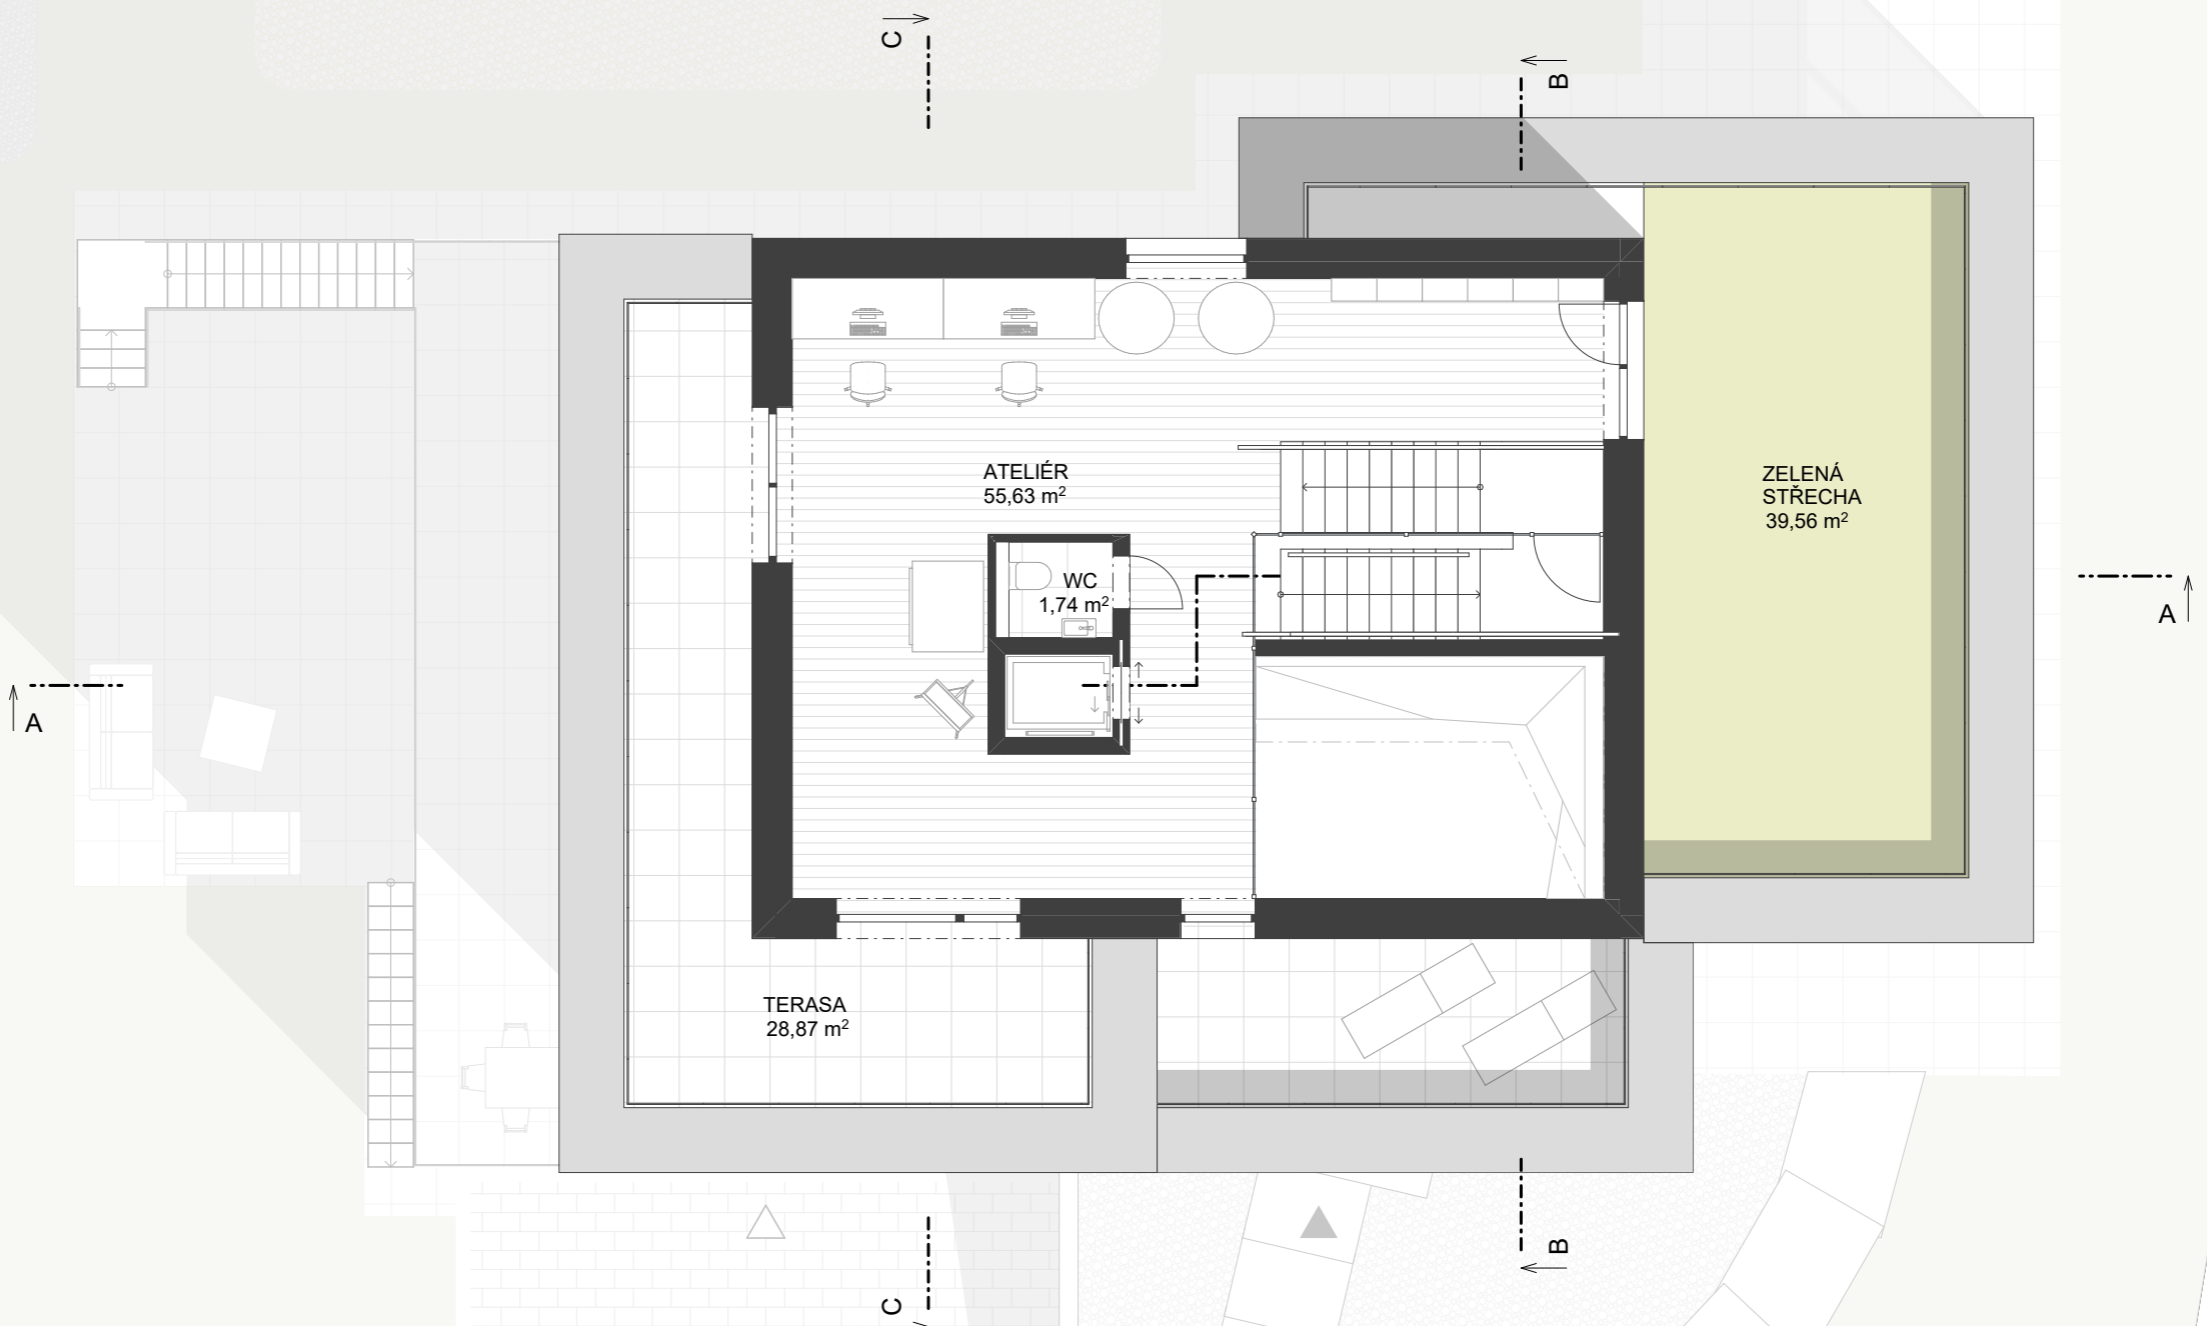 C
B
ATELIÉR
55,63 m²
ZELENÁ
STŘECHA
39,56 m²
WC
1,74 m²
A
A
TERASA
28,87 m²
B
C